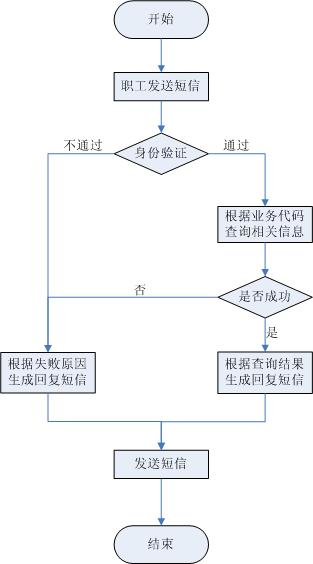 开始
职工发送短信
身份验证
不通过
通过
根据业务代码
查询相关信息
是否成功
否
是
根据失败原因
生成回复短信
根据查询结果
生成回复短信
发送短信
结束